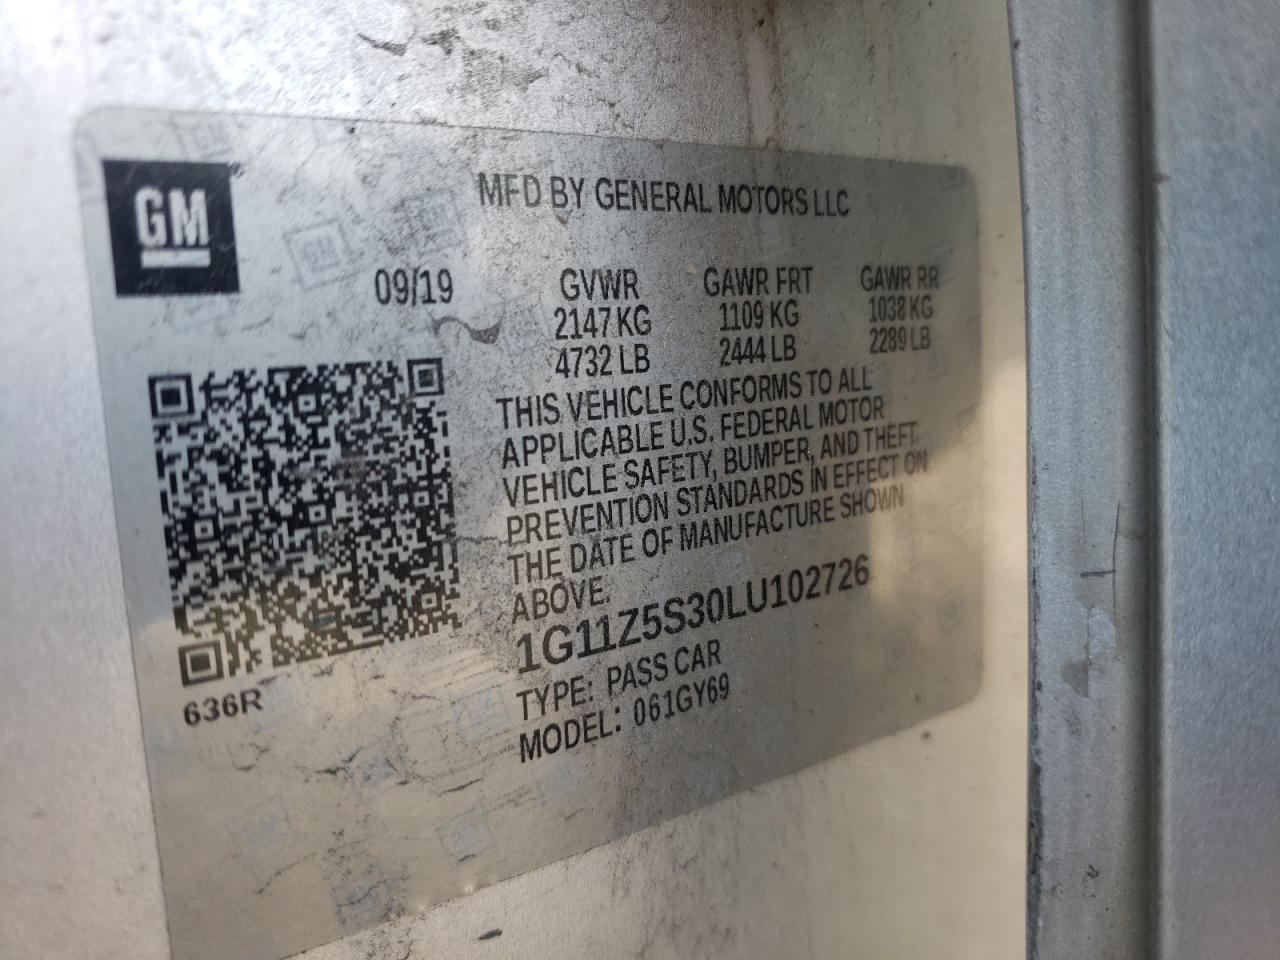 GM
MFD BY GENERAL MOTORS LLC
09/19 GVWR GAWR FRT GAWR RR
2147 KG 1109 KG 1038 KG
4732 LB 2444 LB 2289 LB
THIS VEHICLE CONFORMS TO ALL
APPLICABLE U.S. FEDERAL MOTOR
VEHICLE SAFETY, BUMPER, AND THEFT
PREVENTION STANDARDS IN EFFECT ON
THE DATE OF MANUFACTURE SHOWN
ABOVE.
1G11Z5S30LU102726
TYPE: PASS CAR
MODEL: 061GY69
636R